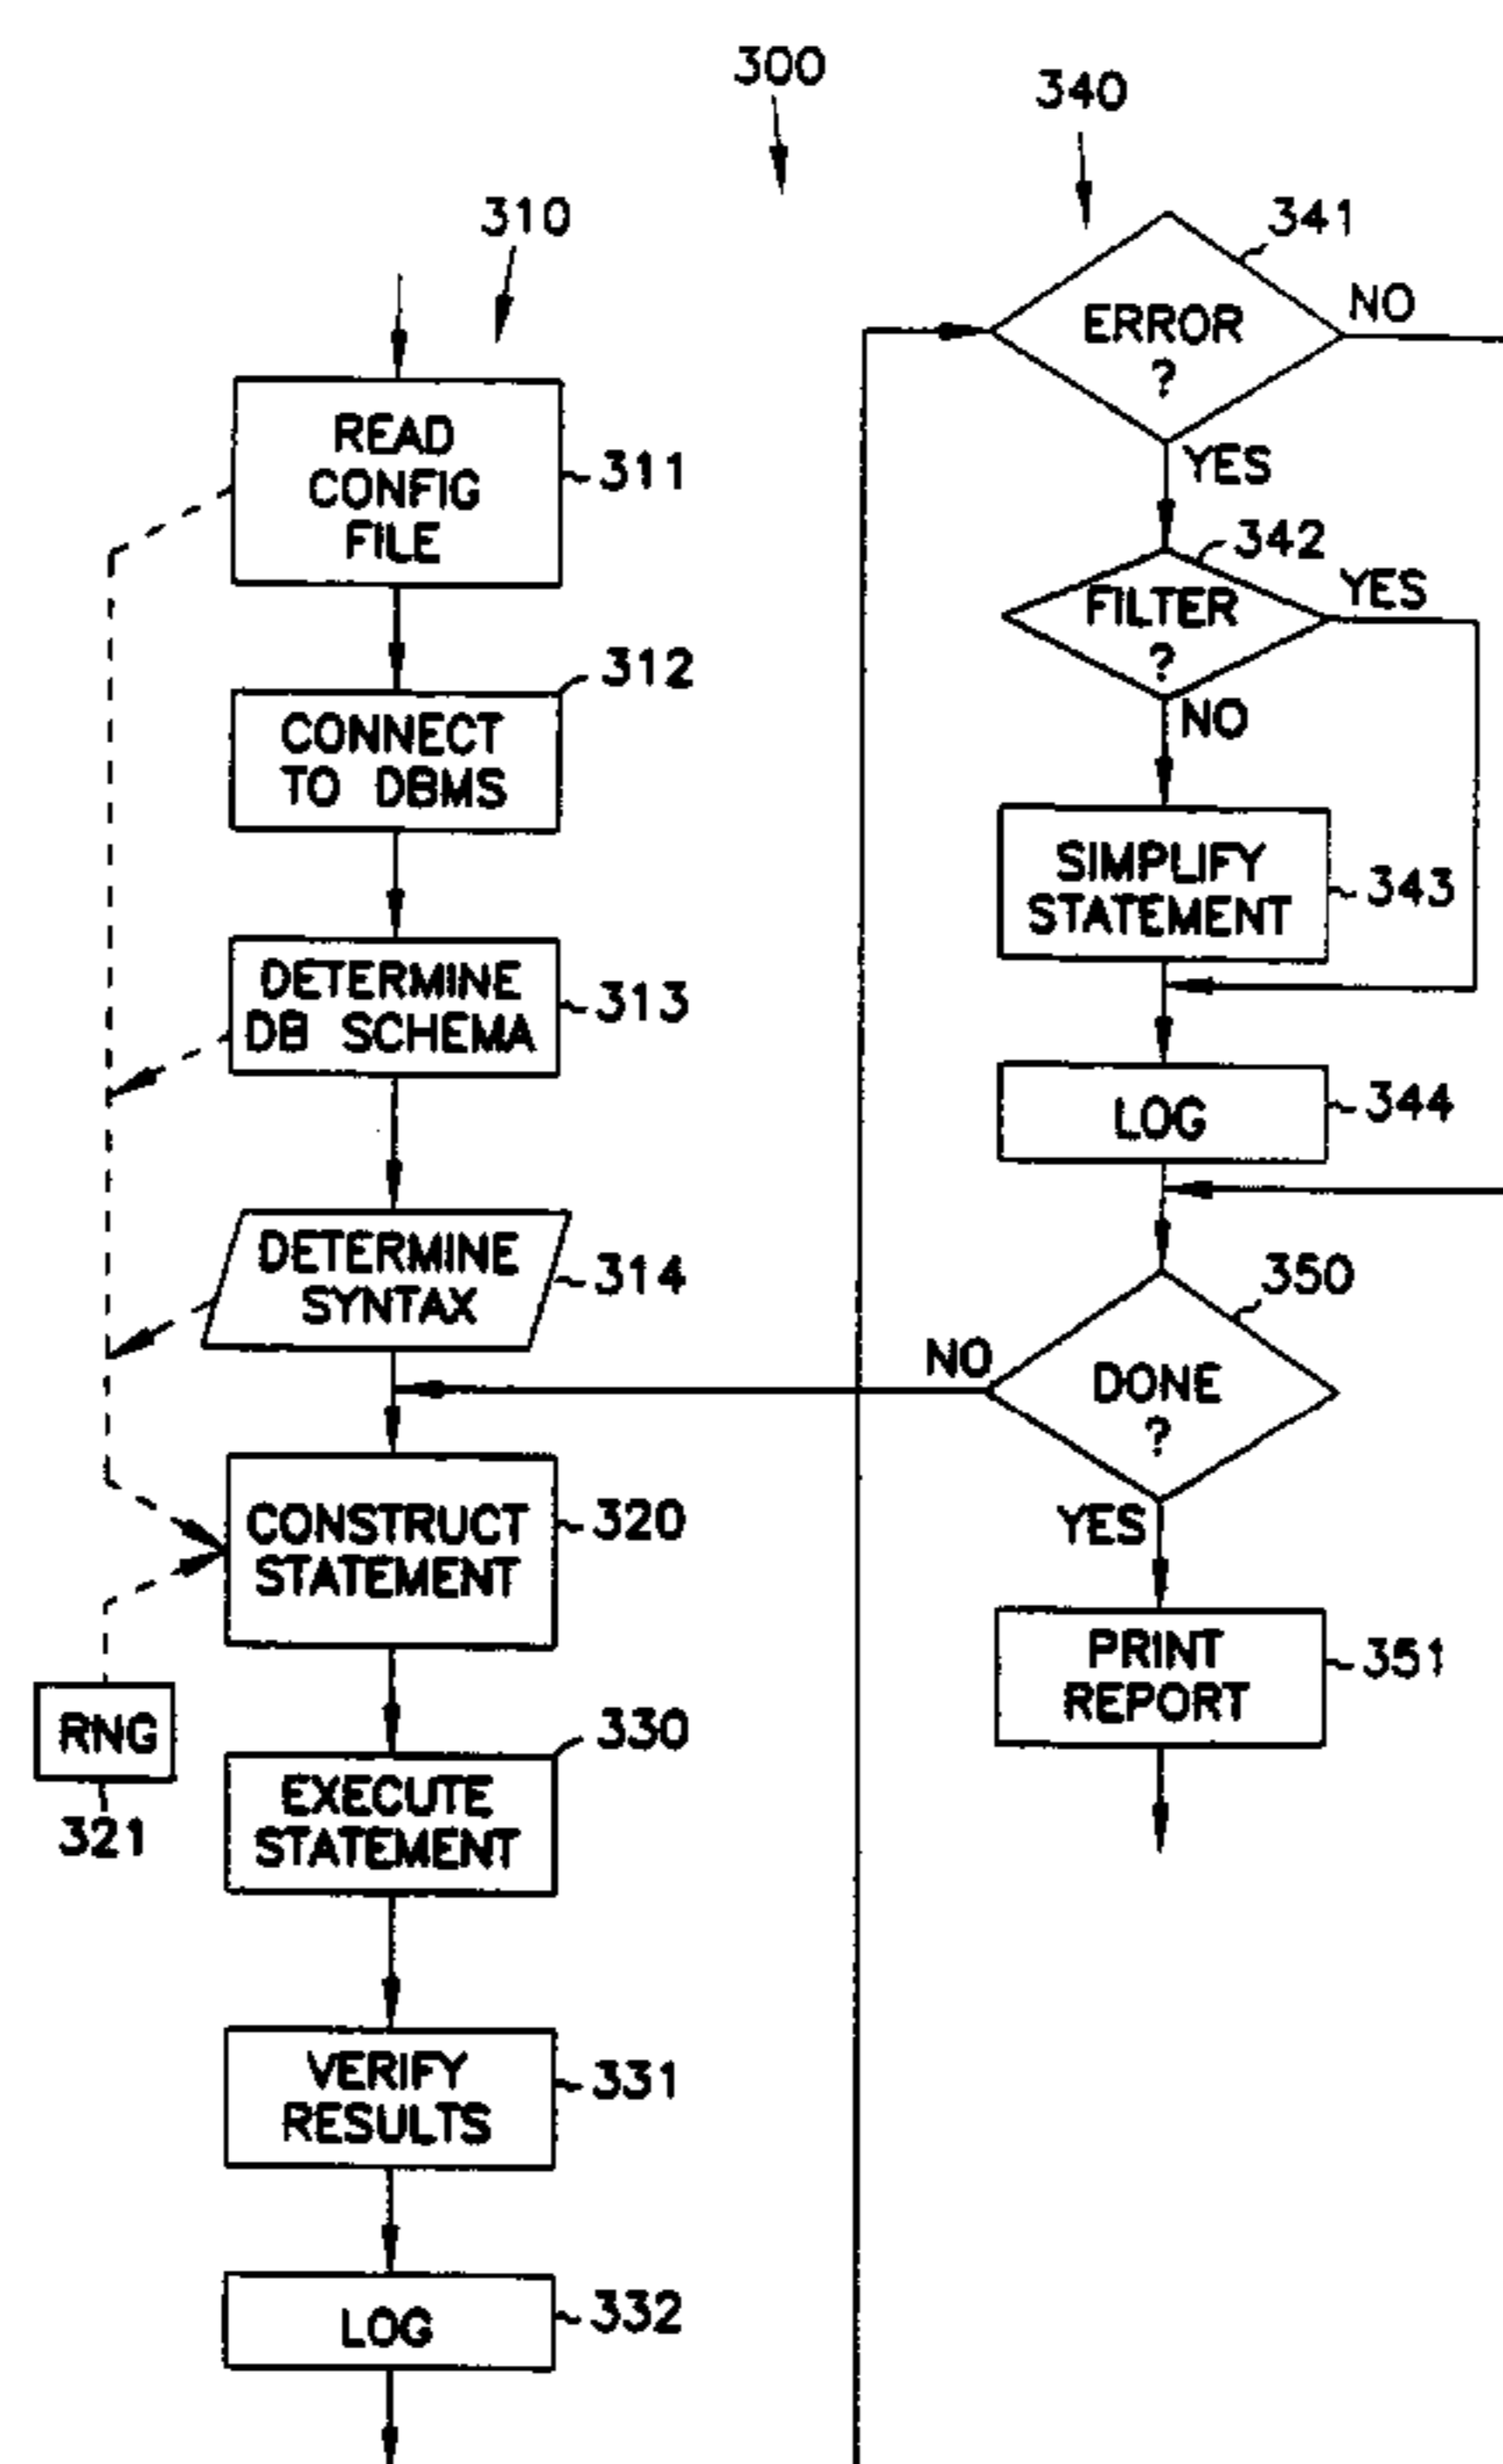 300
310
READ
CONFIG
FILE
311
312
CONNECT
TO DBMS
DETERMINE
DB SCHEMA
313
DETERMINE
SYNTAX
314
CONSTRUCT
STATEMENT
320
RNG
321
330
EXECUTE
STATEMENT
VERIFY
RESULTS
331
LOG
332
340
341
ERROR
?
NO
YES
342
FILTER
?
YES
NO
SIMPLIFY
STATEMENT
343
LOG
344
350
DONE
?
NO
YES
PRINT
REPORT
351